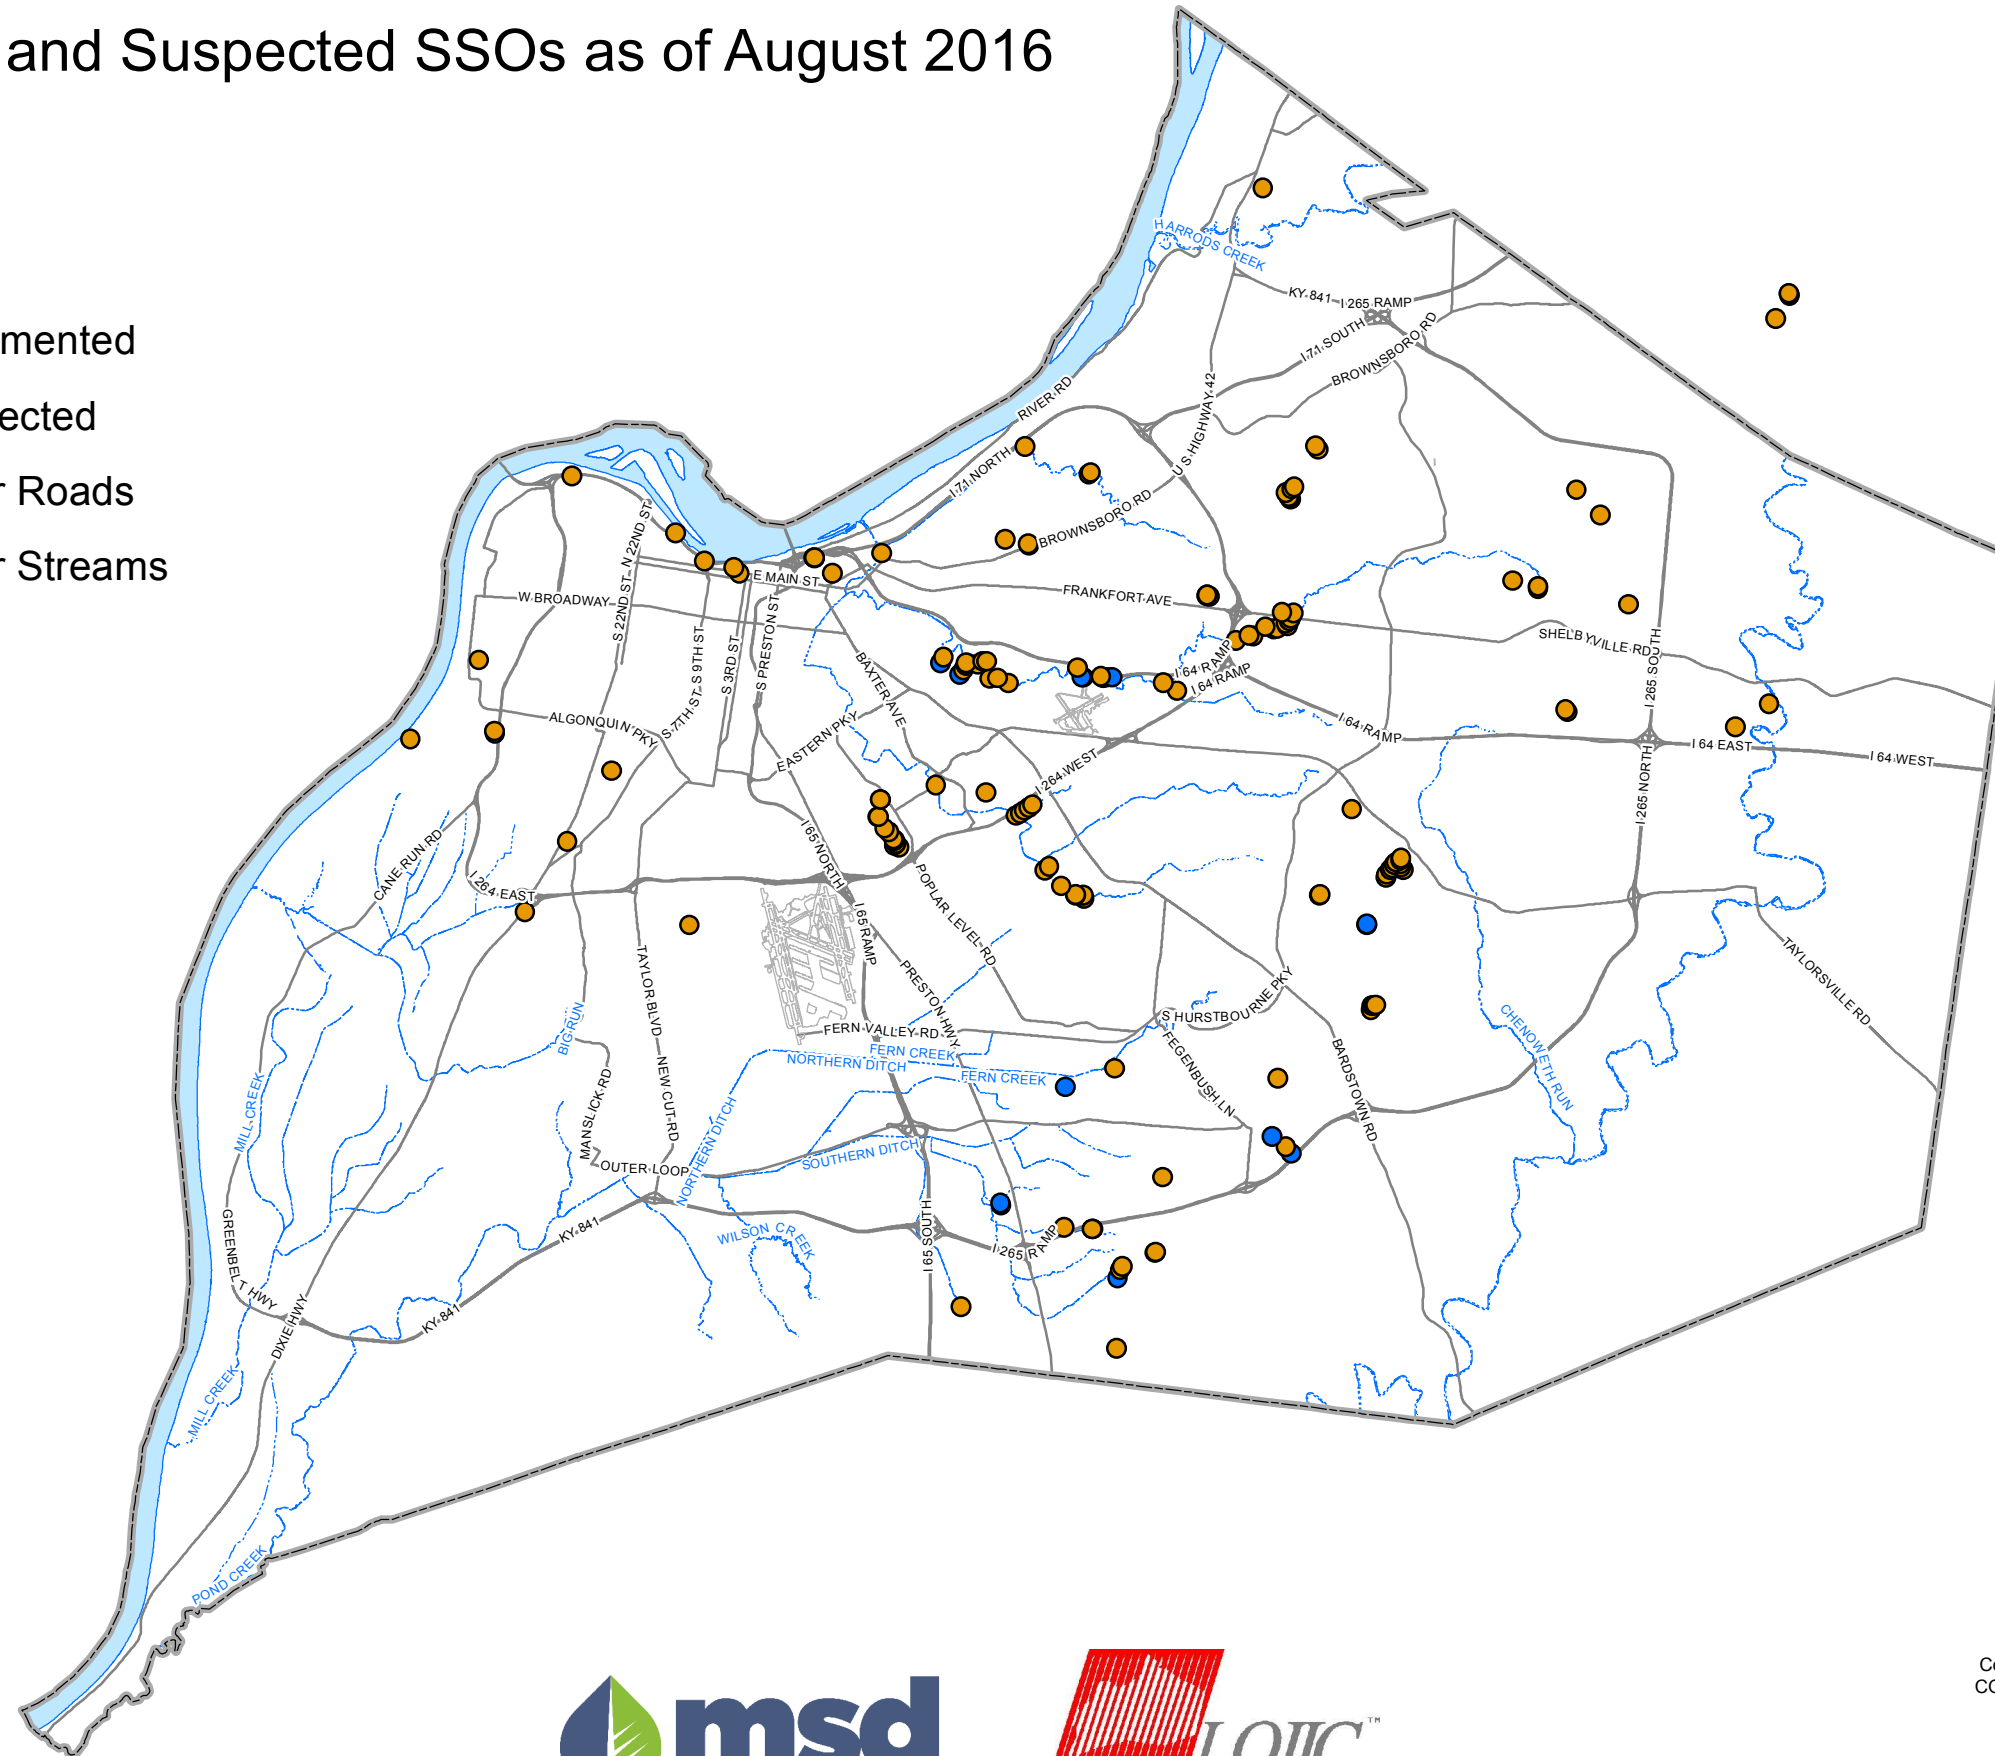 and Suspected SSOs as of August 2016
mented
ected
r Roads
r Streams
HARRODS CREEK
KY 841
I 265 RAMP
I 71 SOUTH
BROWNSBORO RD
RIVER RD
U S HIGHWAY 42
I 71 NORTH
BROWNSBORO RD
N 22ND ST
E MAIN ST
W BROADWAY
FRANKFORT AVE
S 22ND ST
S 9TH ST
S 3RD ST
S PRESTON ST
SHELBYVILLE RD
I 265 SOUTH
BAXTER AVE
I 64 RAMP
I 64 RAMP
ALGONQUIN PKY
S 7TH ST
EASTERN PKY
I 64 RAMP
I 64 EAST
I 64 WEST
I 264 WEST
I 265 NORTH
CANE RUN RD
I 65 NORTH
I 264 EAST
POPLAR LEVEL RD
I 65 RAMP
TAYLOR BLVD
PRESTON HWY
TAYLORSVILLE RD
BIG RUN
S HURSTBOURNE PKY
FERN VALLEY RD
FERN CREEK
NORTHERN DITCH
FERN CREEK
CHENOWETH RUN
FEGENBUSH LN
BARDSTOWN RD
MILL CREEK
MANSLICK RD
NEW CUT RD
NORTHERN DITCH
SOUTHERN DITCH
OUTER LOOP
GREENBELT HWY
KY 841
WILSON CREEK
I 65 SOUTH
I 265 RAMP
DIXIE HWY
KY 841
MILL CREEK
POND CREEK
msd
LOJIC™
Co
CO